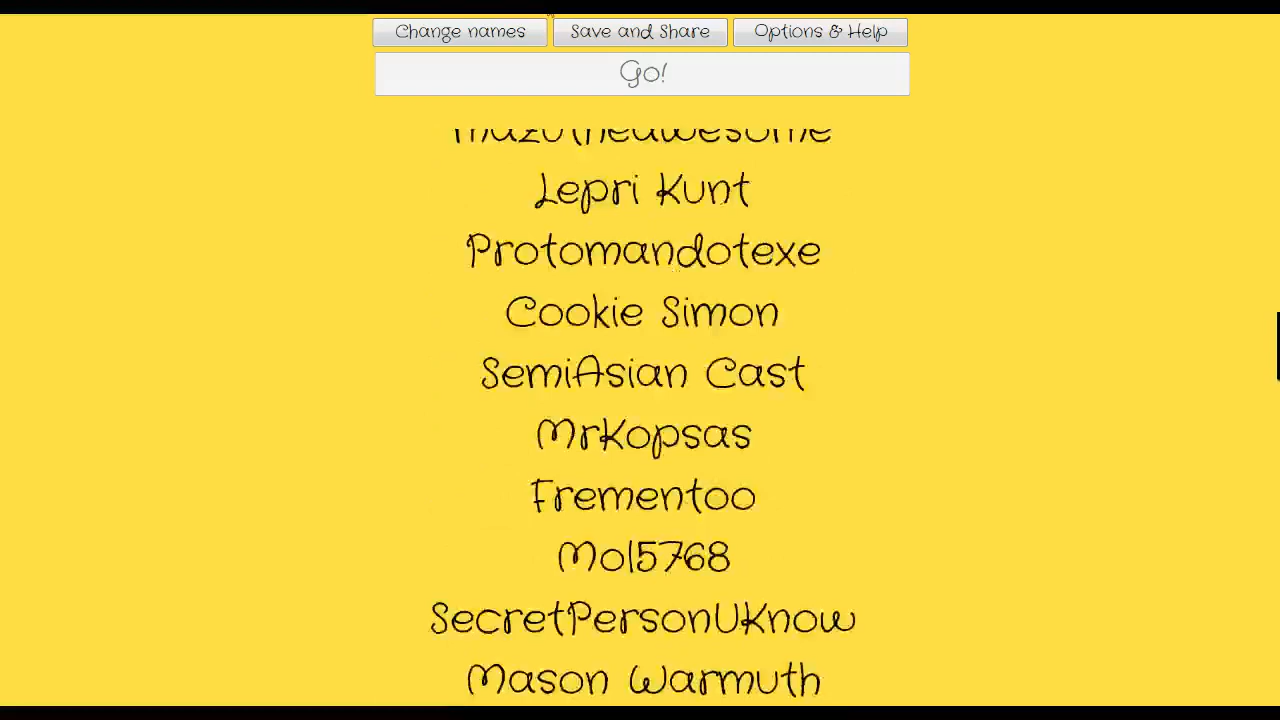 Change names Save and Share Options & Help
Go!
Lepri Kunt
Protomandotexe
Cookie Simon
SemiAsian Cast
MrKopsas
Frementoo
Mol5768
SecretPersonUKnow
Mason Warmuth